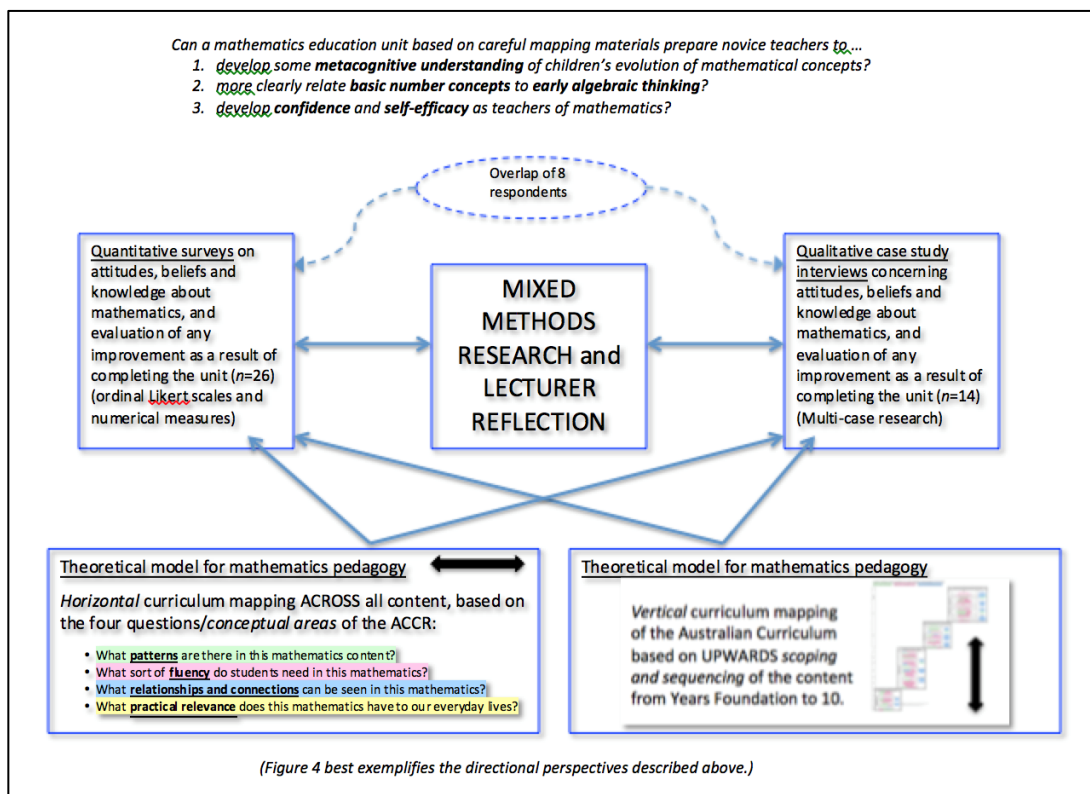 Can a mathematics education unit based on careful mapping materials prepare novice teachers to …
1. develop some metacognitive understanding of children's evolution of mathematical concepts?
2. more clearly relate basic number concepts to early algebraic thinking?
3. develop confidence and self-efficacy as teachers of mathematics?
Overlap of 8
respondents
Quantitative surveys on
attitudes, beliefs and
knowledge about
mathematics, and
evaluation of any
improvement as a result of
completing the unit (n=26)
(ordinal Likert scales and
numerical measures)
MIXED
METHODS
RESEARCH and
LECTURER
REFLECTION
Qualitative case study
interviews concerning
attitudes, beliefs and
knowledge about
mathematics, and
evaluation of any
improvement as a result of
completing the unit (n=14)
(Multi-case research)
Theoretical model for mathematics pedagogy
Horizontal curriculum mapping ACROSS all content, based on
the four questions/conceptual areas of the ACCR:
• What patterns are there in this mathematics content?
• What sort of fluency do students need in this mathematics?
• What relationships and connections can be seen in this mathematics?
• What practical relevance does this mathematics have to our everyday lives?
Theoretical model for mathematics pedagogy
Vertical curriculum mapping
of the Australian Curriculum
based on UPWARDS scoping
and sequencing of the content
from Years Foundation to 10.
(Figure 4 best exemplifies the directional perspectives described above.)